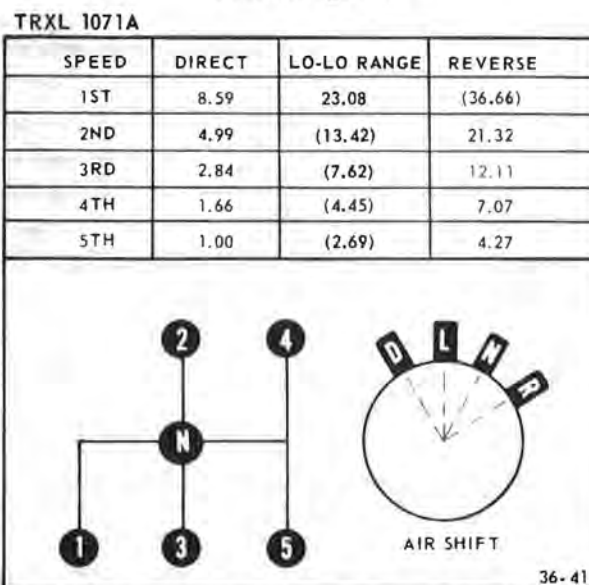 TRXL 1071A
SPEED DIRECT LO-LO RANGE REVERSE
1ST 8.59 23.08 (36.66)
2ND 4.99 (13.42) 21.32
3RD 2.84 (7.62) 12.11
4TH 1.66 (4.45) 7.07
5TH 1.00 (2.69) 4.27
2 4
N
1 3 5
D L N R
AIR SHIFT
36-41